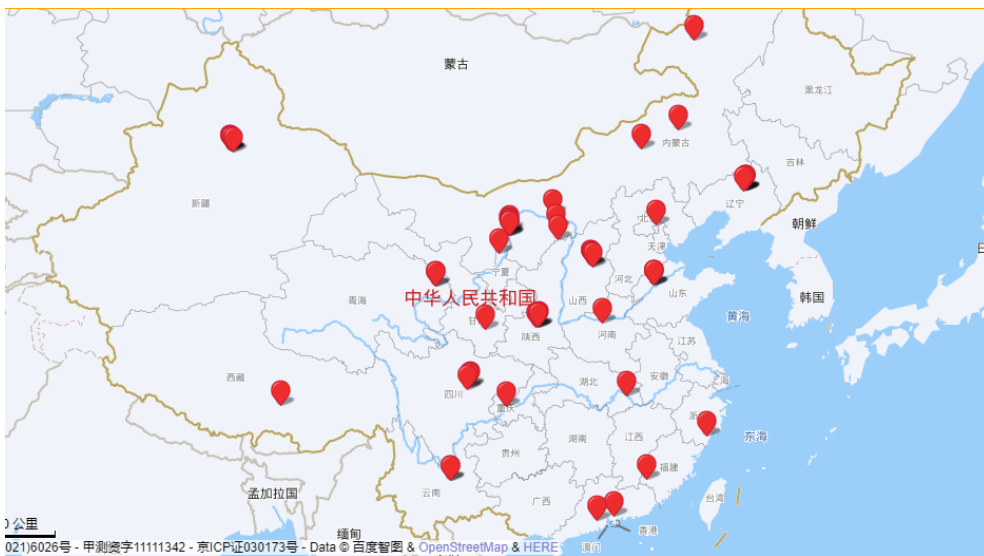 蒙古
黑龙江
内蒙古
吉林
新疆
辽宁
北
朝鲜
天津
日
宁夏
河北
青海
中华人民共和国
山西
山东
韩国
甘
陕西
河南
黄海
江苏
西藏
四川
重庆
湖北
安徽
上海
浙
东海
湖南
江西
贵州
福建
云南
广西
台湾
孟加拉国
0 公里
缅甸
香港
澳门
021)6026号 - 甲测资字11111342 - 京ICP证030173号 - Data © 百度智图 & OpenStreetMap & HERE